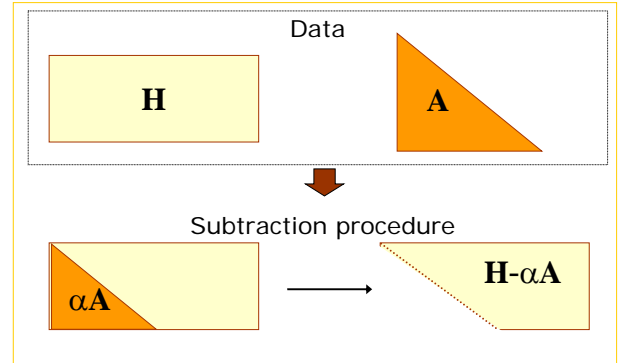 Data
H
A
Subtraction procedure
αA
H-αA